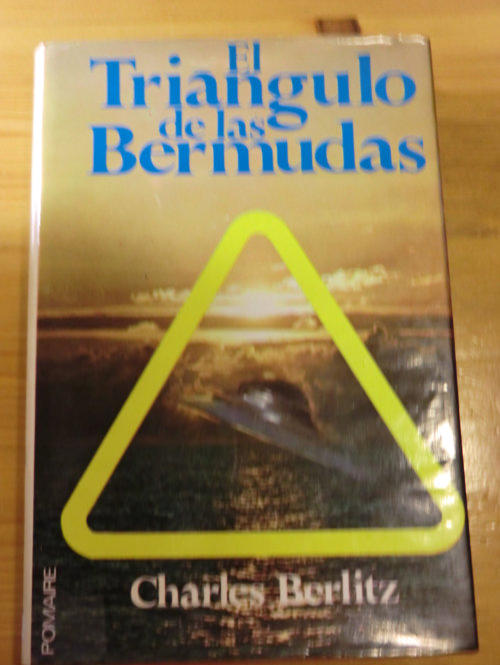 El
Triangulo
de las
Bermudas
Charles Berlitz
POMAIRE